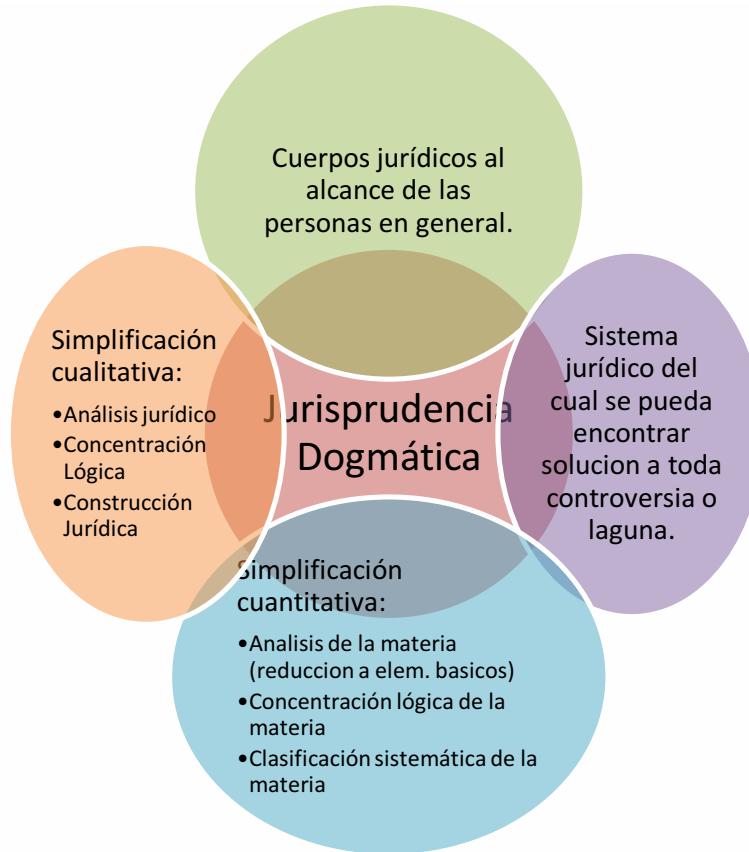 Cuerpos jurídicos al
alcance de las
personas en general.
Simplificación
cualitativa:
•Análisis jurídico
•Concentración
Lógica
•Construcción
Jurídica
Jurisprudencia
Dogmática
Sistema
jurídico del
cual se pueda
encontrar
solucion a toda
controversia o
laguna.
Simplificación
cuantitativa:
•Analisis de la materia
(reduccion a elem. basicos)
•Concentración lógica de la
materia
•Clasificación sistemática de la
materia